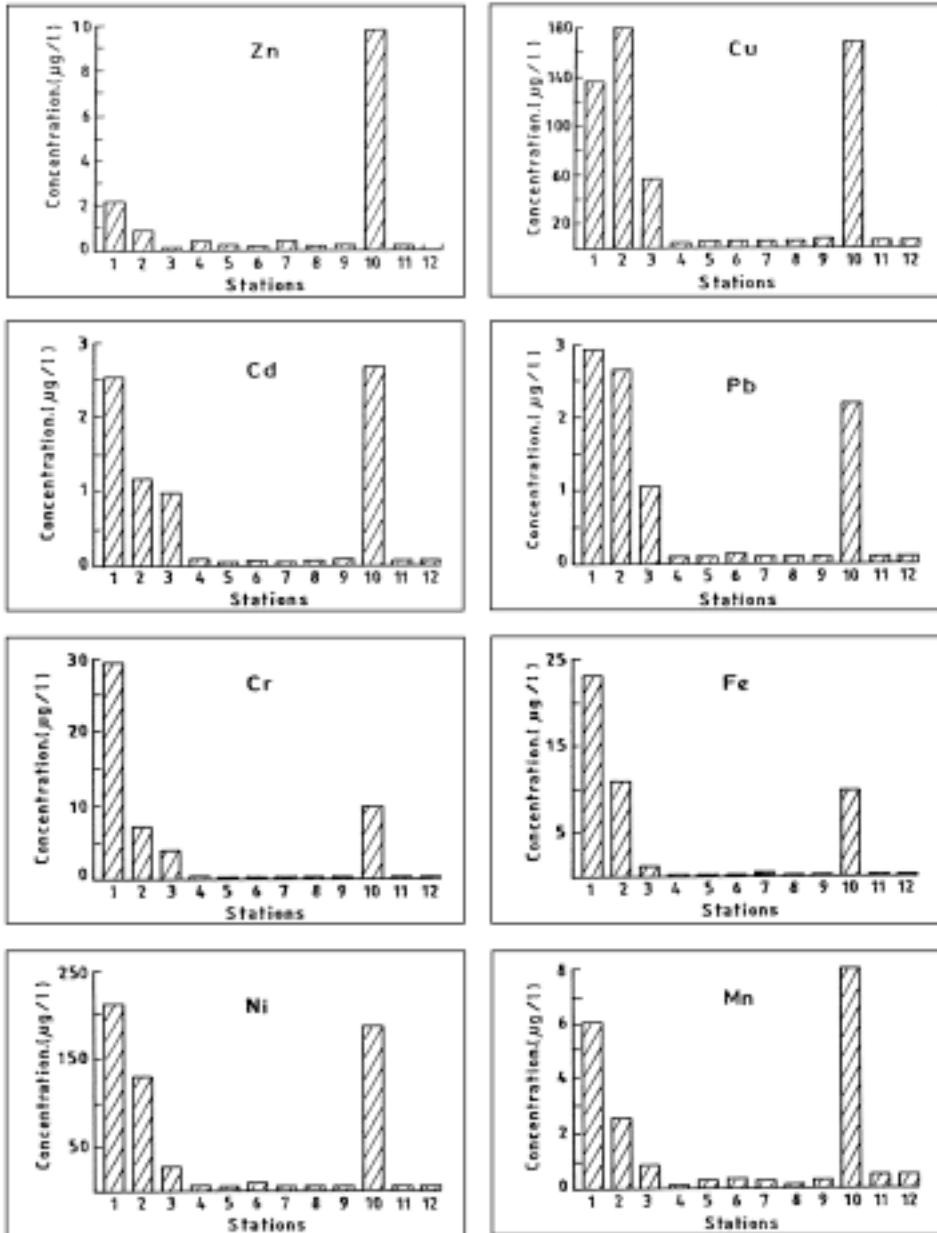 Zn
Concentration.(µg/l)
10
8
6
4
2
0
1 2 3 4 5 6 7 8 9 10 11 12
Stations
Cu
Concentration.(µg/l)
180
140
100
60
20
1 2 3 4 5 6 7 8 9 10 11 12
Stations
Cd
Concentration.(µg/l)
3
2
1
0
1 2 3 4 5 6 7 8 9 10 11 12
Stations
Pb
Concentration.(µg/l)
3
2
1
0
1 2 3 4 5 6 7 8 9 10 11 12
Stations
Cr
Concentration.(µg/l)
30
20
10
0
1 2 3 4 5 6 7 8 9 10 11 12
Stations
Fe
Concentration.(µg/l)
25
15
5
1 2 3 4 5 6 7 8 9 10 11 12
Stations
Ni
Concentration.(µg/l)
250
150
50
1 2 3 4 5 6 7 8 9 10 11 12
Stations
Mn
Concentration.(µg/l)
8
6
4
2
0
1 2 3 4 5 6 7 8 9 10 11 12
Stations